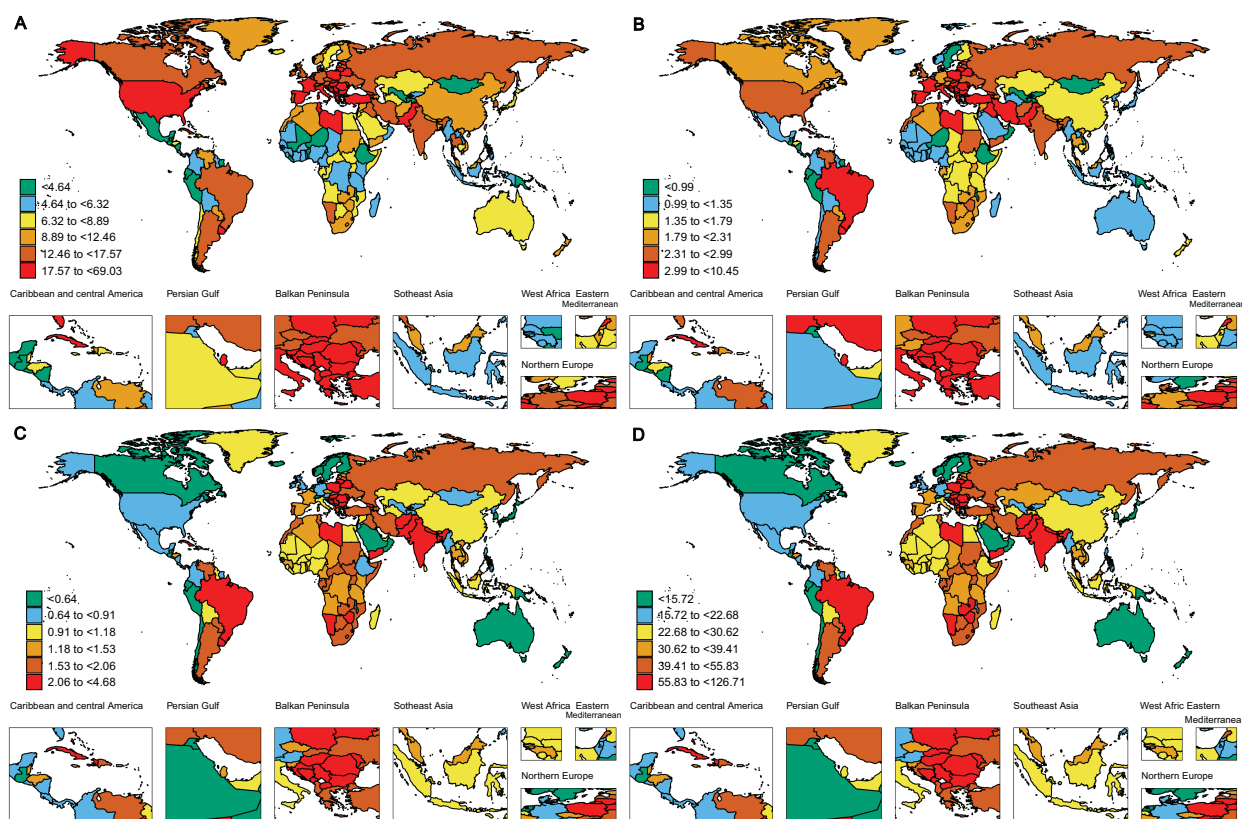 A
<4.64
4.64 to <6.32
6.32 to <8.89
8.89 to <12.46
12.46 to <17.57
17.57 to <69.03
Caribbean and central America
Persian Gulf
Balkan Peninsula
Sotheast Asia
West Africa
Eastern
Mediterranean
Northern Europe
B
<0.99
0.99 to <1.35
1.35 to <1.79
1.79 to <2.31
2.31 to <2.99
2.99 to <10.45
Caribbean and central America
Persian Gulf
Balkan Peninsula
Sotheast Asia
West Africa
Eastern
Mediterranean
Northern Europe
C
<0.64
0.64 to <0.91
0.91 to <1.18
1.18 to <1.53
1.53 to <2.06
2.06 to <4.68
Caribbean and central America
Persian Gulf
Balkan Peninsula
Sotheast Asia
West Africa
Eastern
Mediterranean
Northern Europe
D
<15.72
15.72 to <22.68
22.68 to <30.62
30.62 to <39.41
39.41 to <55.83
55.83 to <126.71
Caribbean and central America
Persian Gulf
Balkan Peninsula
Southeast Asia
West Afric Eastern
Mediterranean
Northern Europe